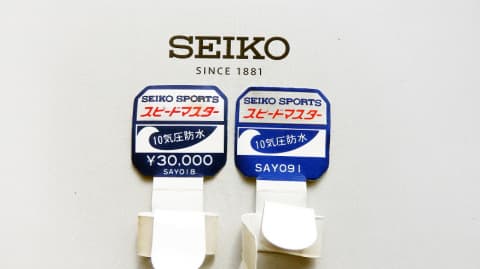 SEIKO
SINCE 1881
SEIKO SPORTS
スピードマスター
10気圧防水
¥30,000
SAY018
SEIKO SPORTS
スピードマスター
10気圧防水
SAY091